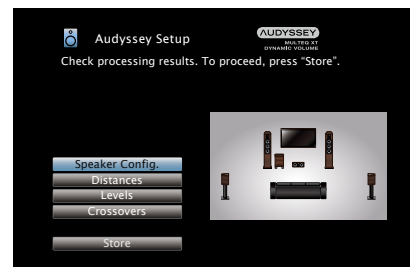 Audyssey Setup
AUDYSSEY
MULTEQ XT
DYNAMIC VOLUME
Check processing results. To proceed, press “Store”.
Speaker Config.
Distances
Levels
Crossovers
Store